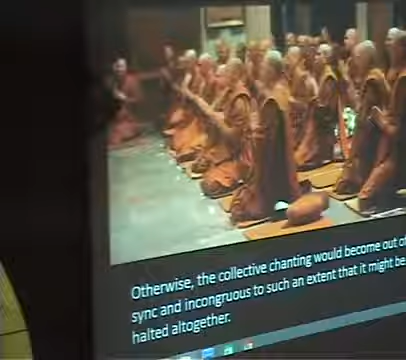 Otherwise, the collective chanting would become out of
sync and incongruous to such an extent that it might be
halted altogether.